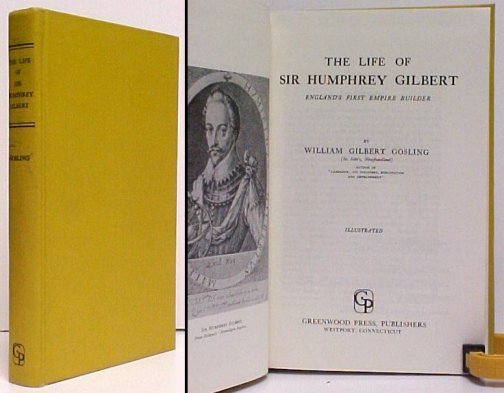 THE LIFE
OF
SIR
HUMPHREY
GILBERT
GOSLING
GP
SIR HUMPHREY GILBERT,
THE LIFE OF
SIR HUMPHREY GILBERT
ENGLAND'S FIRST EMPIRE BUILDER
BY
WILLIAM GILBERT GOSLING
(St. John's, Newfoundland)
AUTHOR OF
"LABRADOR, ITS DISCOVERY, EXPLORATION
AND DEVELOPMENT"
ILLUSTRATED
GP
GREENWOOD PRESS, PUBLISHERS
WESTPORT, CONNECTICUT